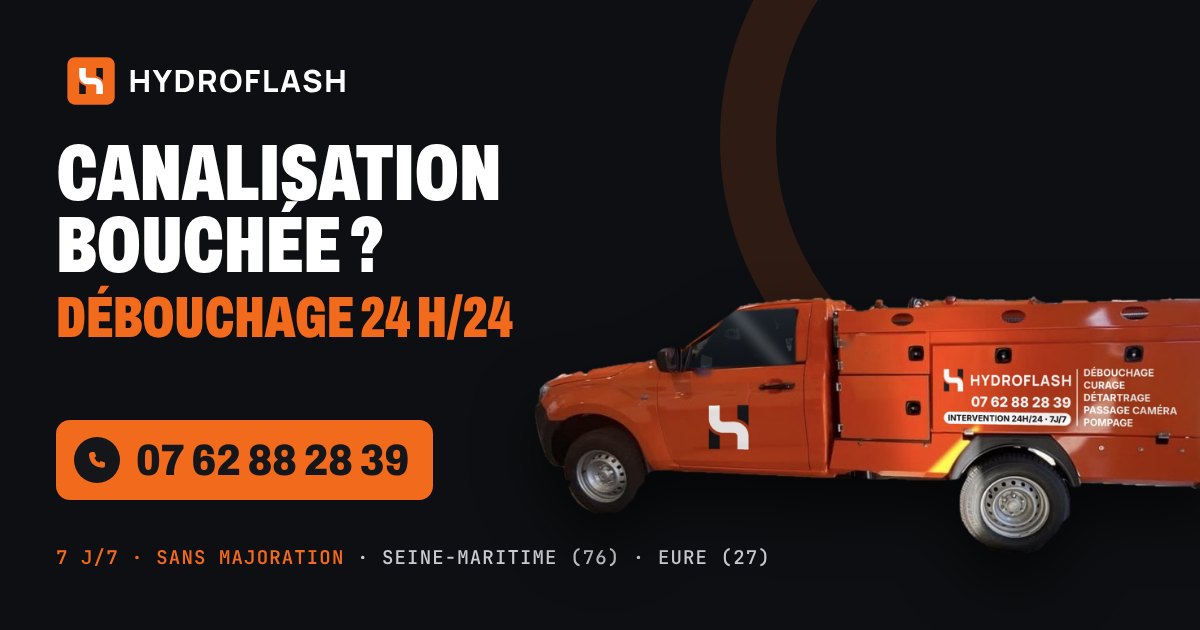 HYDROFLASH
CANALISATION
BOUCHÉE ?
DÉBOUCHAGE 24 H/24
07 62 88 28 39
7 J/7 · SANS MAJORATION · SEINE-MARITIME (76) · EURE (27)
HYDROFLASH
07 62 88 28 39
INTERVENTION 24H/24 · 7J/7
DÉBOUCHAGE
CURAGE
DÉTARTRAGE
PASSAGE CAMÉRA
POMPAGE